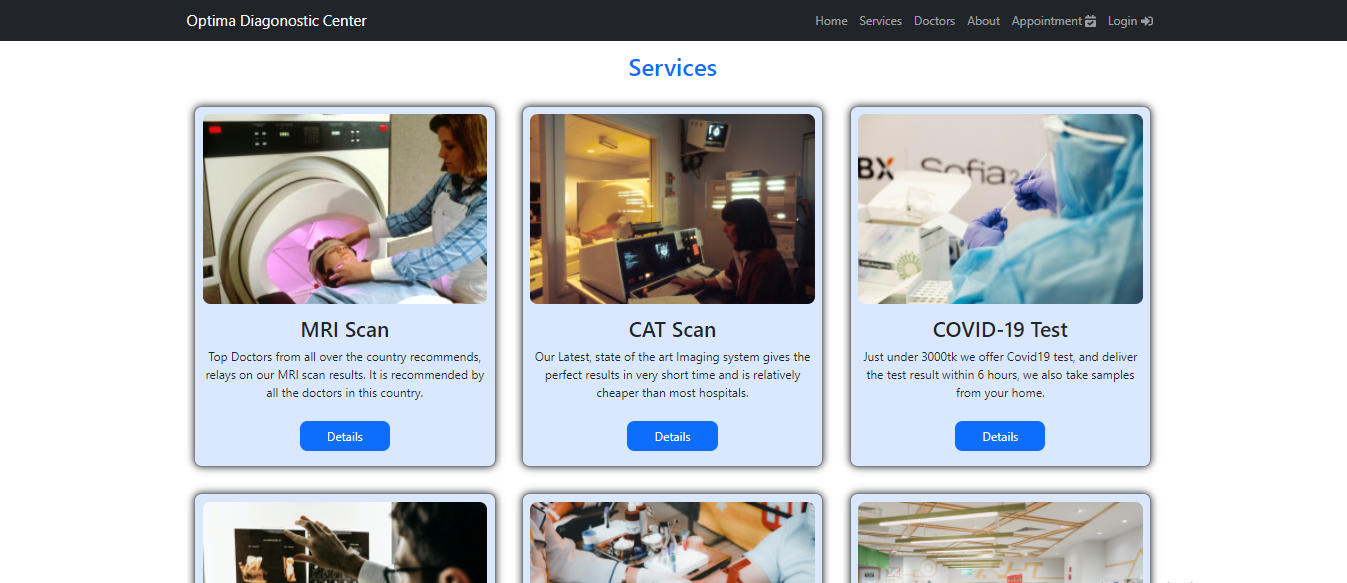 Optima Diagonostic Center
Home Services Doctors About Appointment Login
Services
BX Sofia 2
MRI Scan
CAT Scan
COVID-19 Test
Top Doctors from all over the country recommends,
relays on our MRI scan results. It is recommended by
all the doctors in this country.
Our Latest, state of the art Imaging system gives the
perfect results in very short time and is relatively
cheaper than most hospitals.
Just under 3000tk we offer Covid19 test, and deliver
the test result within 6 hours, we also take samples
from your home.
Details
Details
Details